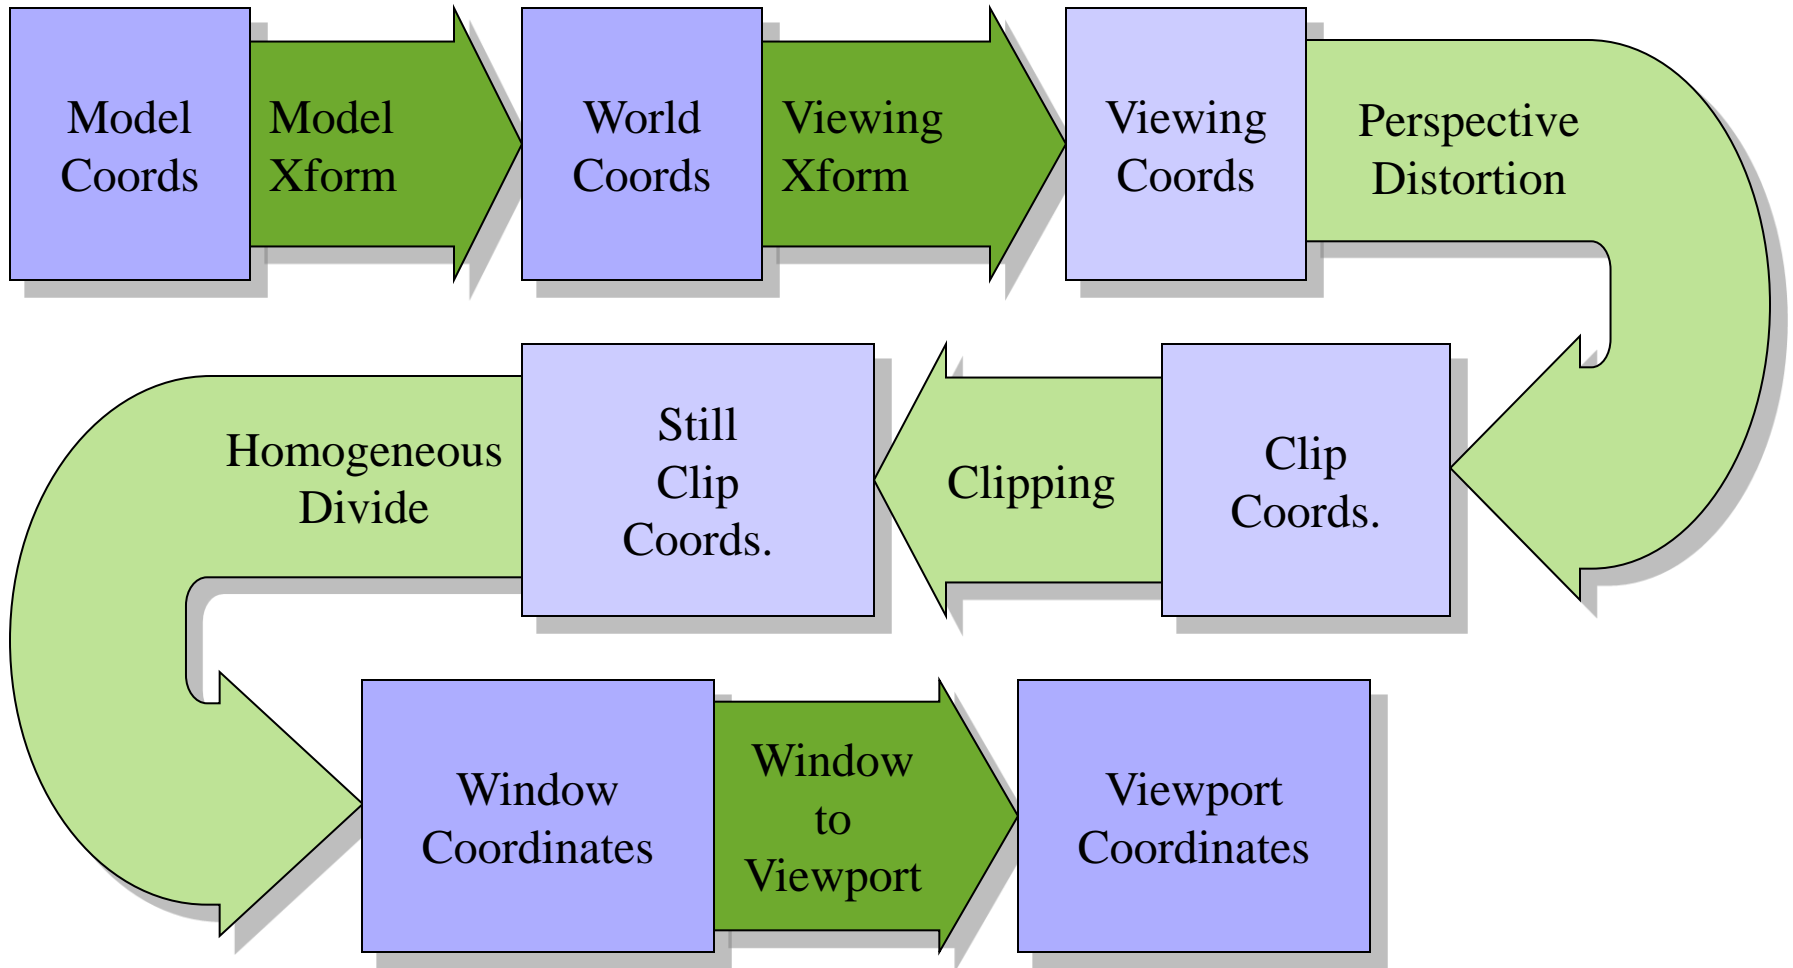 Model
Coords
Model
Xform
World
Coords
Viewing
Xform
Viewing
Coords
Perspective
Distortion
Clip
Coords.
Clipping
Still
Clip
Coords.
Homogeneous
Divide
Window
Coordinates
Window
to
Viewport
Viewport
Coordinates